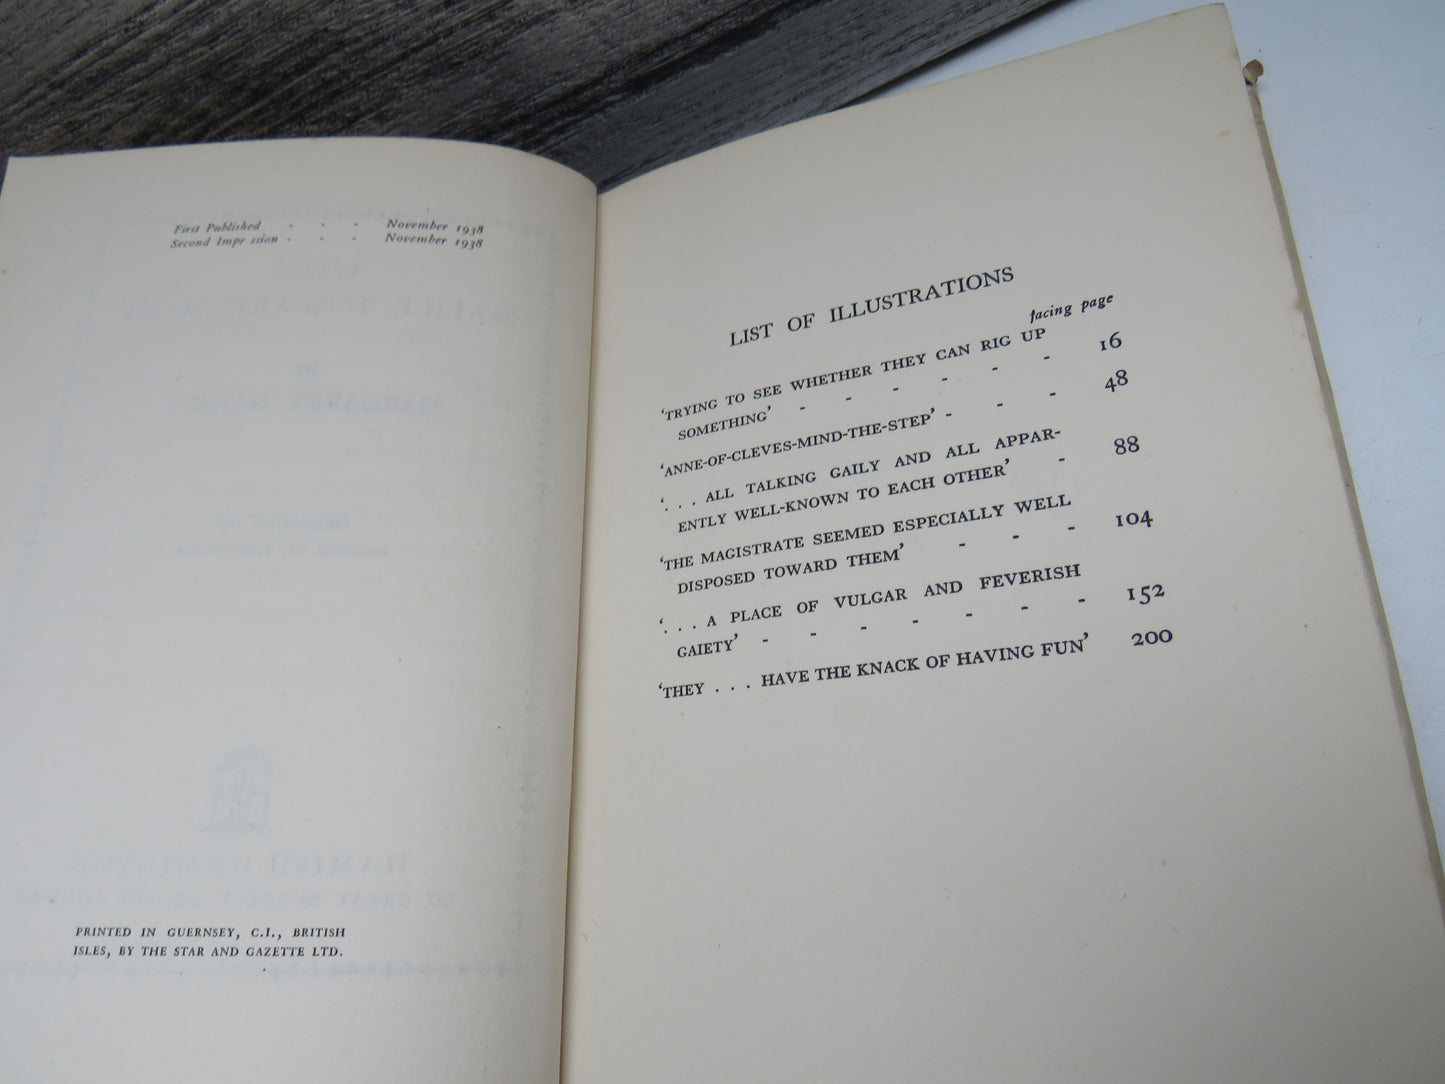 First Published - - - November 1938
Second Impr ssion - - - November 1938
PRINTED IN GUERNSEY, C.I., BRITISH
ISLES, BY THE STAR AND GAZETTE LTD.
LIST OF ILLUSTRATIONS
facing page
‘TRYING TO SEE WHETHER THEY CAN RIG UP
SOMETHING’ - - - - - - 16
‘ANNE-OF-CLEVES-MIND-THE-STEP’ - - - 48
‘. . . ALL TALKING GAILY AND ALL APPAR-
ENTLY WELL-KNOWN TO EACH OTHER’ - 88
‘THE MAGISTRATE SEEMED ESPECIALLY WELL
DISPOSED TOWARD THEM’ - - - 104
‘. . . A PLACE OF VULGAR AND FEVERISH
GAIETY’ - - - - - - - 152
‘THEY . . . HAVE THE KNACK OF HAVING FUN’ 200